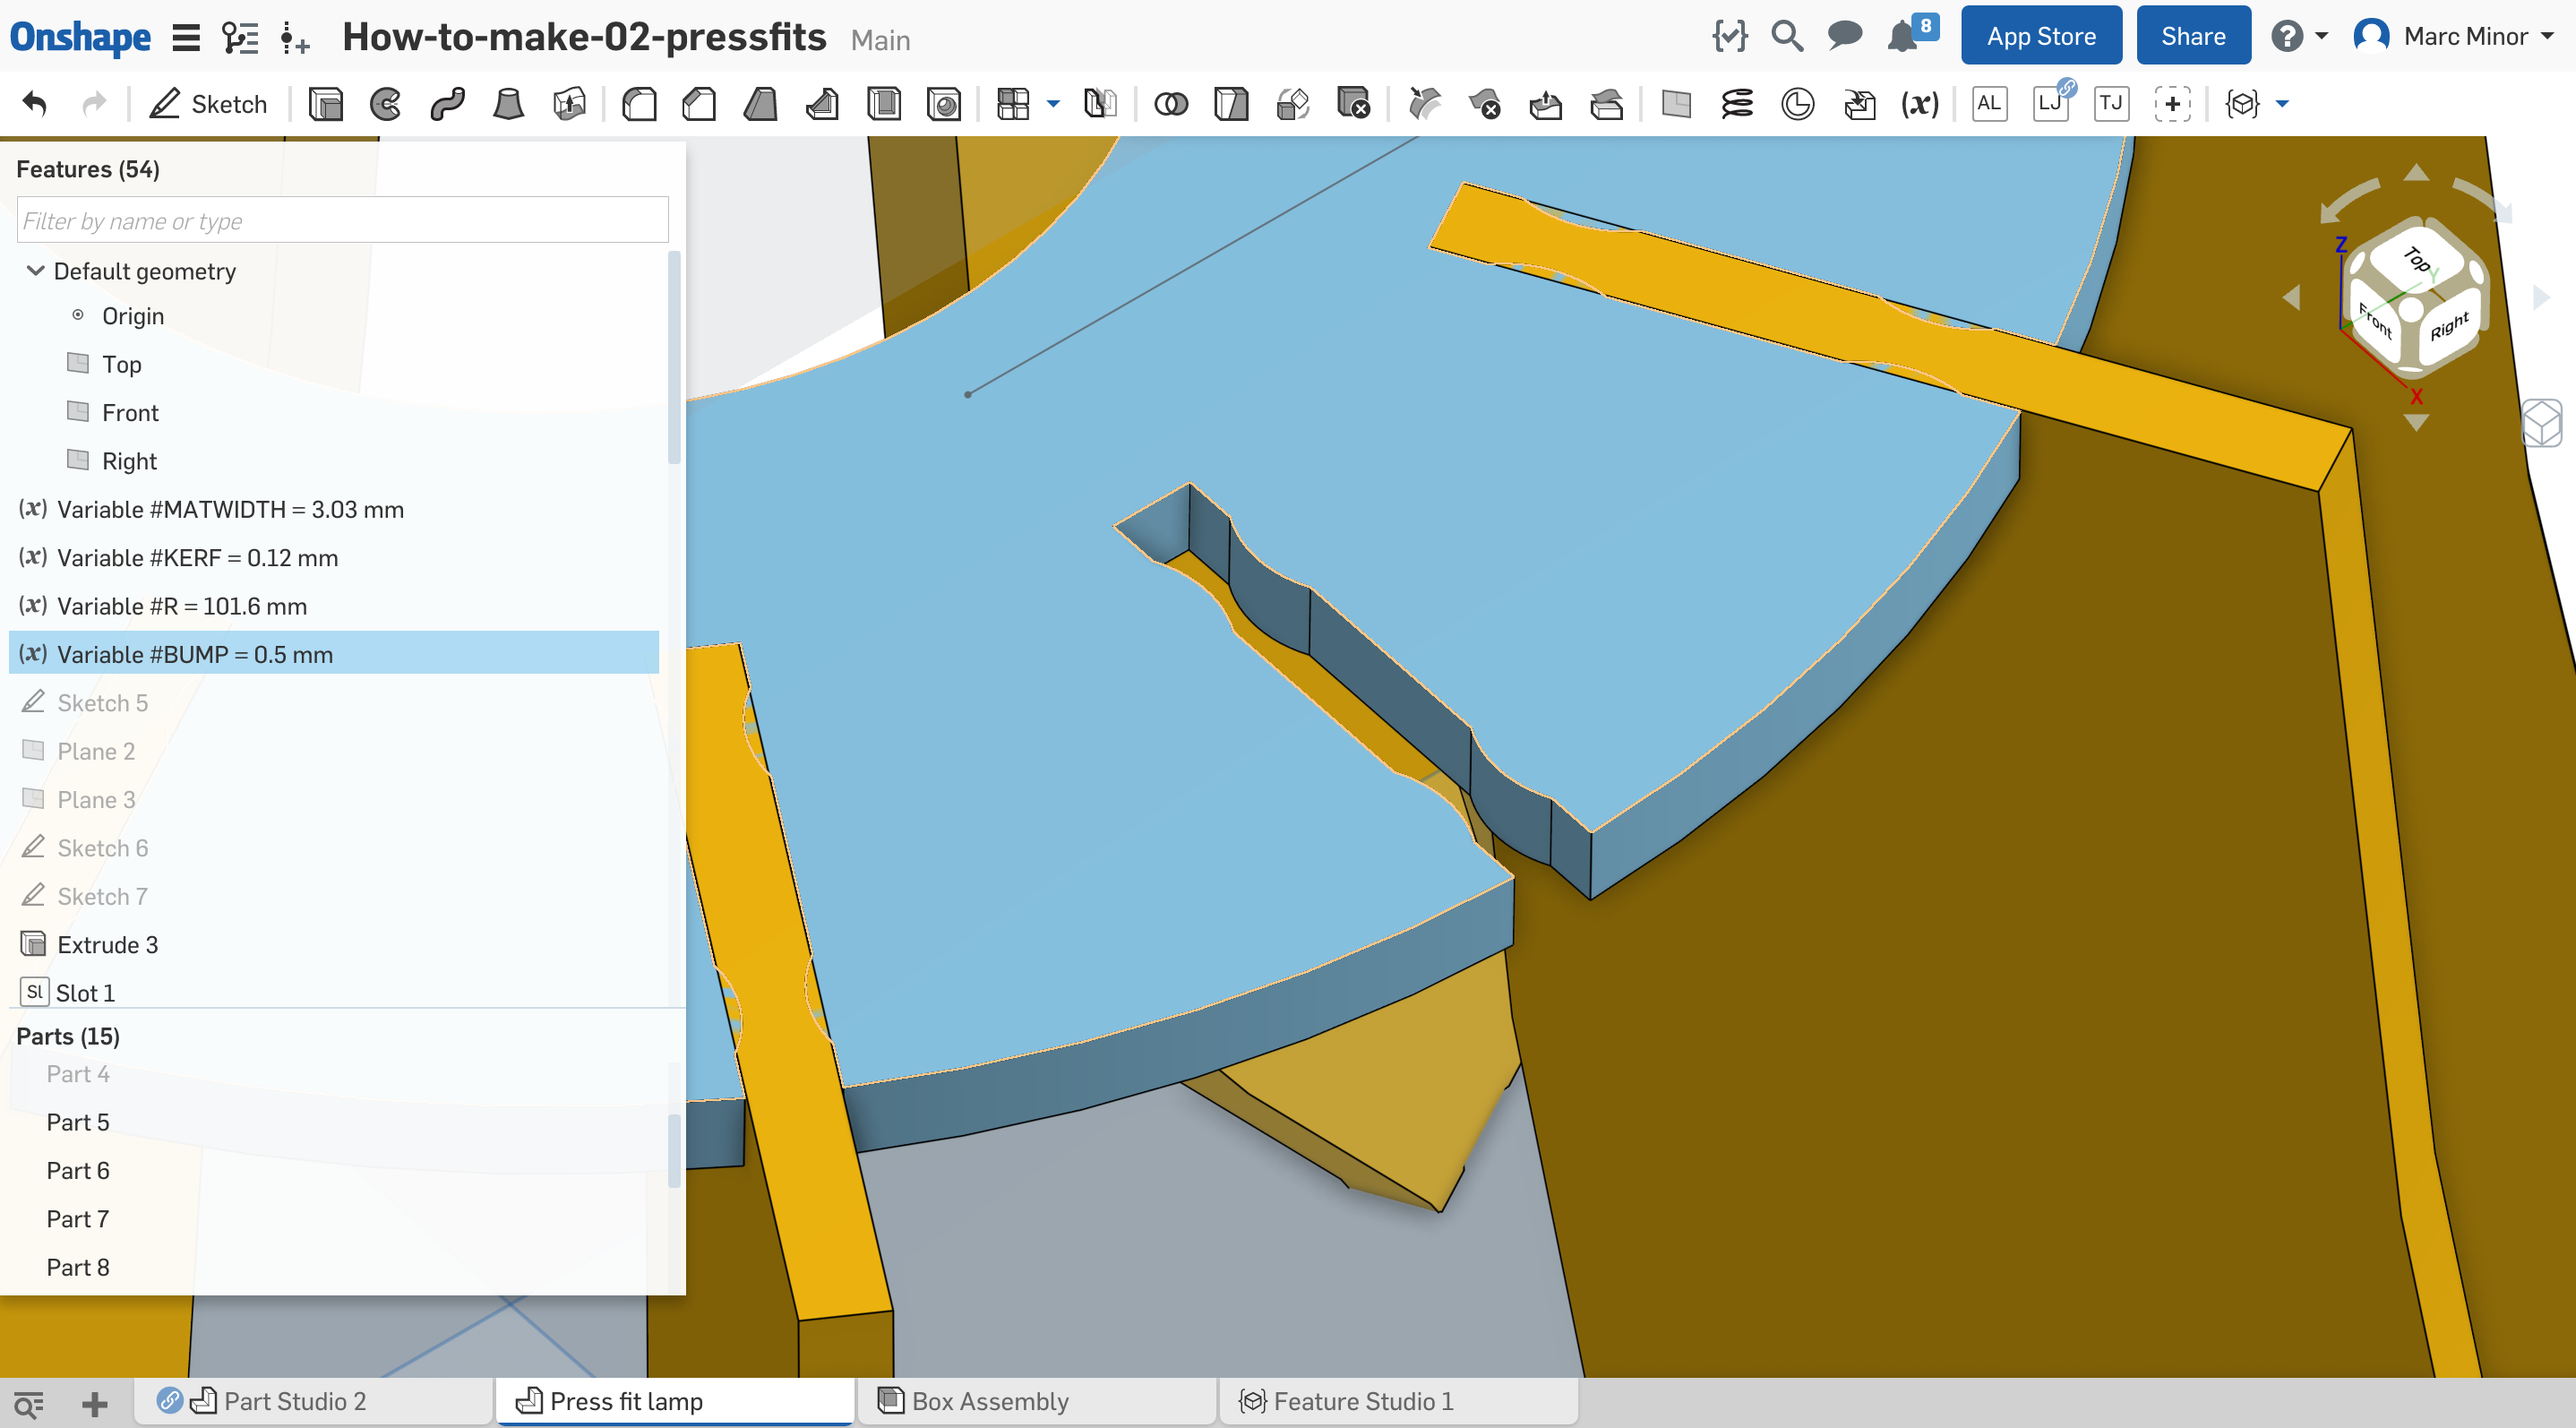 Onshape
How-to-make-02-pressfits Main
8
App Store
Share
?
Marc Minor
Sketch
(x)
AL
LJ
TJ
Features (54)
Filter by name or type
Default geometry
Origin
Top
Front
Right
(x) Variable #MATWIDTH = 3.03 mm
(x) Variable #KERF = 0.12 mm
(x) Variable #R = 101.6 mm
(x) Variable #BUMP = 0.5 mm
Sketch 5
Plane 2
Plane 3
Sketch 6
Sketch 7
Extrude 3
Sl Slot 1
Parts (15)
Part 4
Part 5
Part 6
Part 7
Part 8
Z
Top
Y
Front
Right
X
Part Studio 2
Press fit lamp
Box Assembly
Feature Studio 1